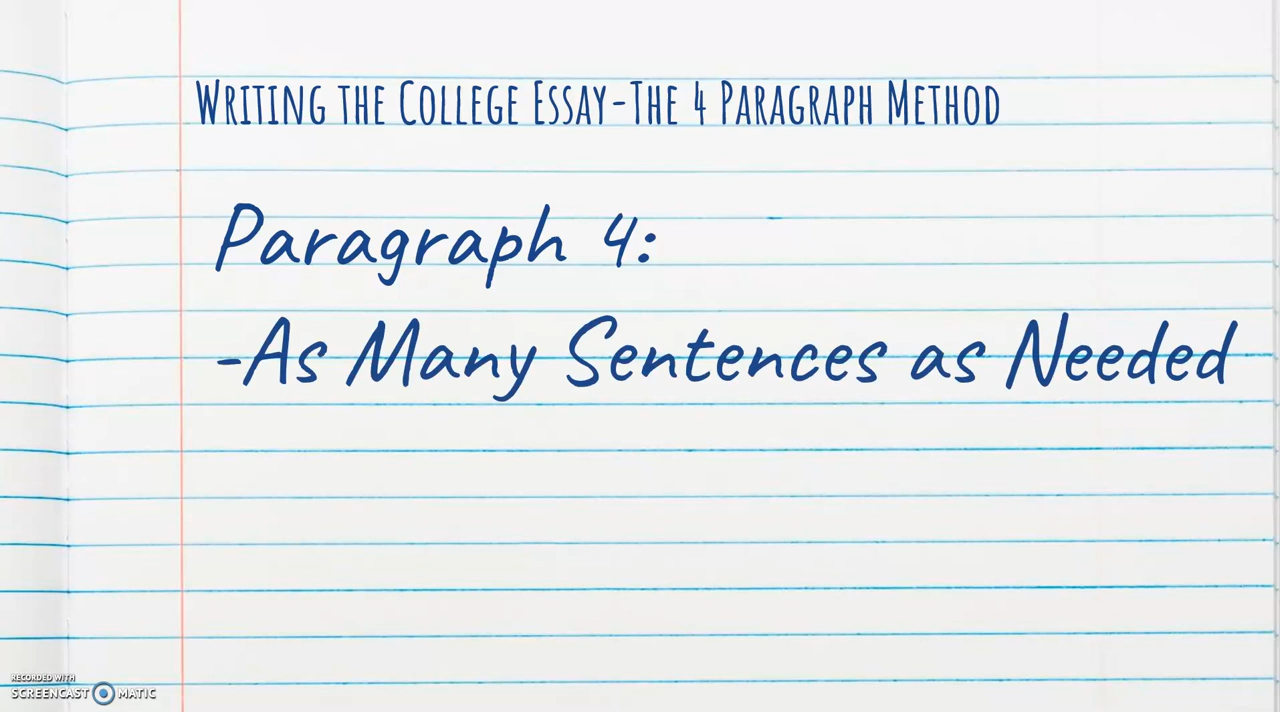 Writing the College Essay-The 4 Paragraph Method
Paragraph 4:
-As Many Sentences as Needed
RECORDED WITH
SCREENCAST MATIC